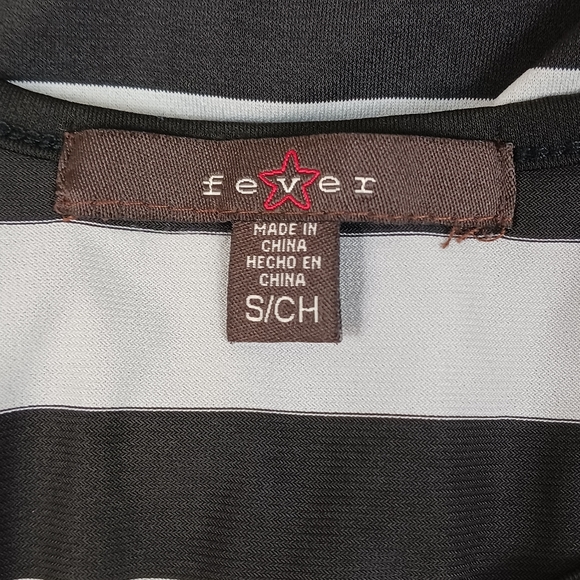 fever
MADE IN
CHINA
HECHO EN
CHINA
S/CH